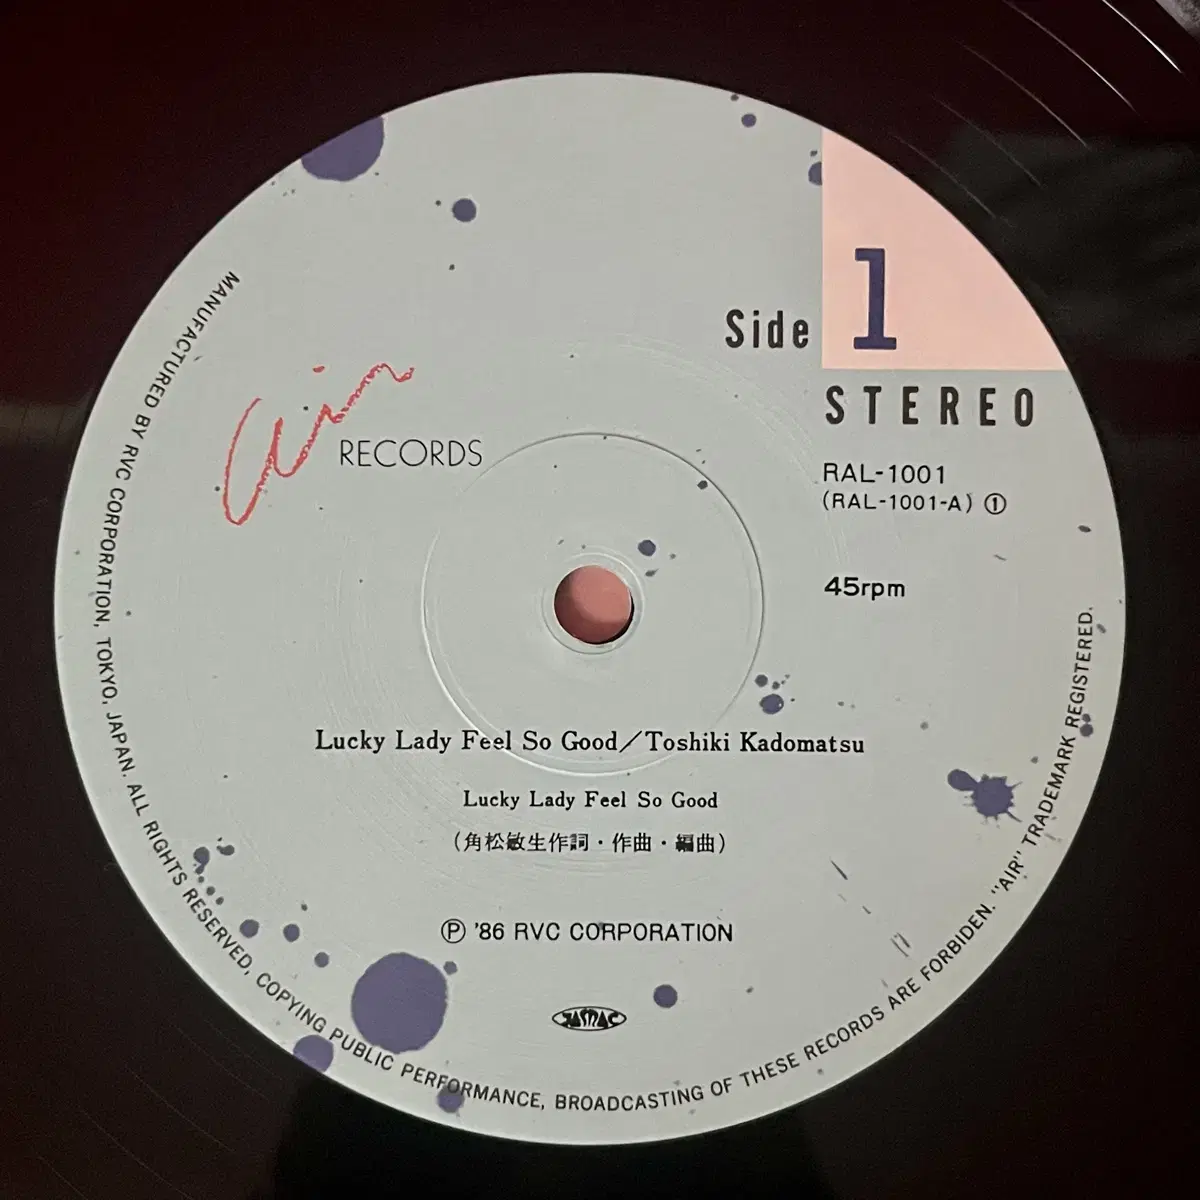 Side 1
STEREO
Air RECORDS
RAL-1001
(RAL-1001-A) ①
45rpm
Lucky Lady Feel So Good／Toshiki Kadomatsu
Lucky Lady Feel So Good
(角松敏生作詞・作曲・編曲)
Ⓟ '86 RVC CORPORATION
JASRAC
MANUFACTURED BY RVC CORPORATION, TOKYO, JAPAN. ALL RIGHTS RESERVED, COPYING PUBLIC PERFORMANCE, BROADCASTING OF THESE RECORDS ARE FORBIDEN. "AIR" TRADEMARK REGISTERED.